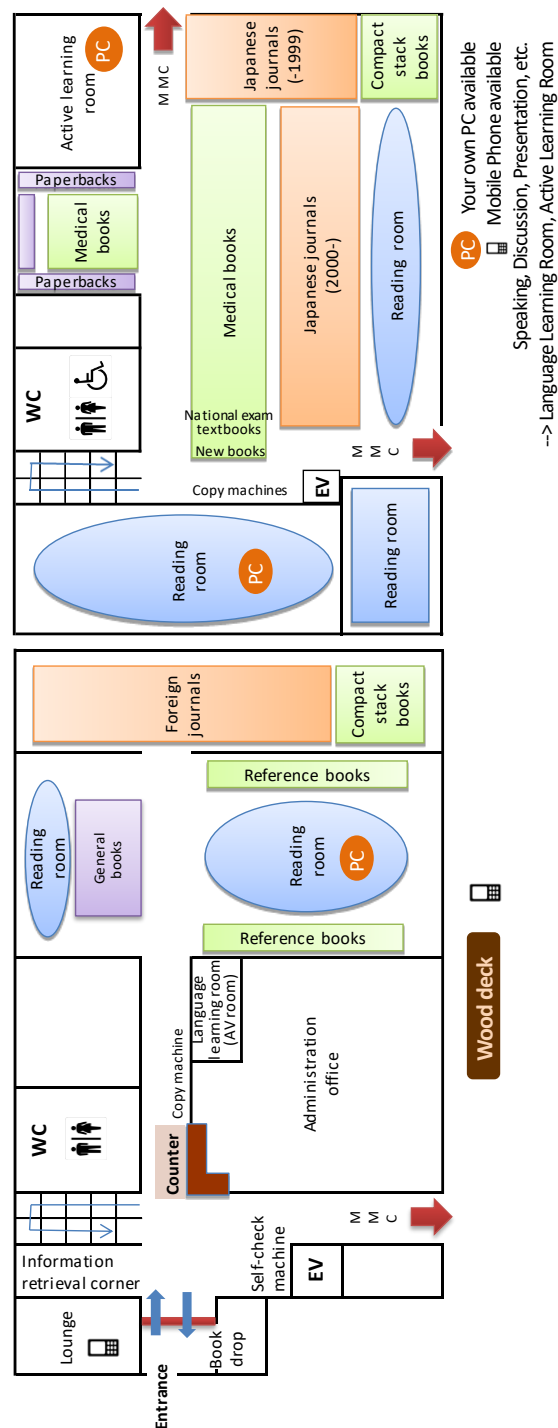 Lounge
Information
retrieval corner
WC
Reading
room
General
books
Foreign
journals
Compact
stack
books
Entrance
Book
drop
Self-check
machine
EV
M
M
C
Counter
Copy machine
Language
learning room
(AV room)
Administration
office
Reference books
Reading
room
PC
Reference books
Wood deck
Reading
room
PC
Reading room
EV
Copy machines
WC
Paperbacks
Medical
books
Paperbacks
Active learning
room
PC
M MC
National exam
textbooks
New books
Medical books
Japanese journals
(2000-)
Japanese
journals
(-1999)
Compact
stack
books
Reading room
M
M
C
PC Your own PC available
Mobile Phone available
Speaking, Discussion, Presentation, etc.
--> Language Learning Room, Active Learning Room